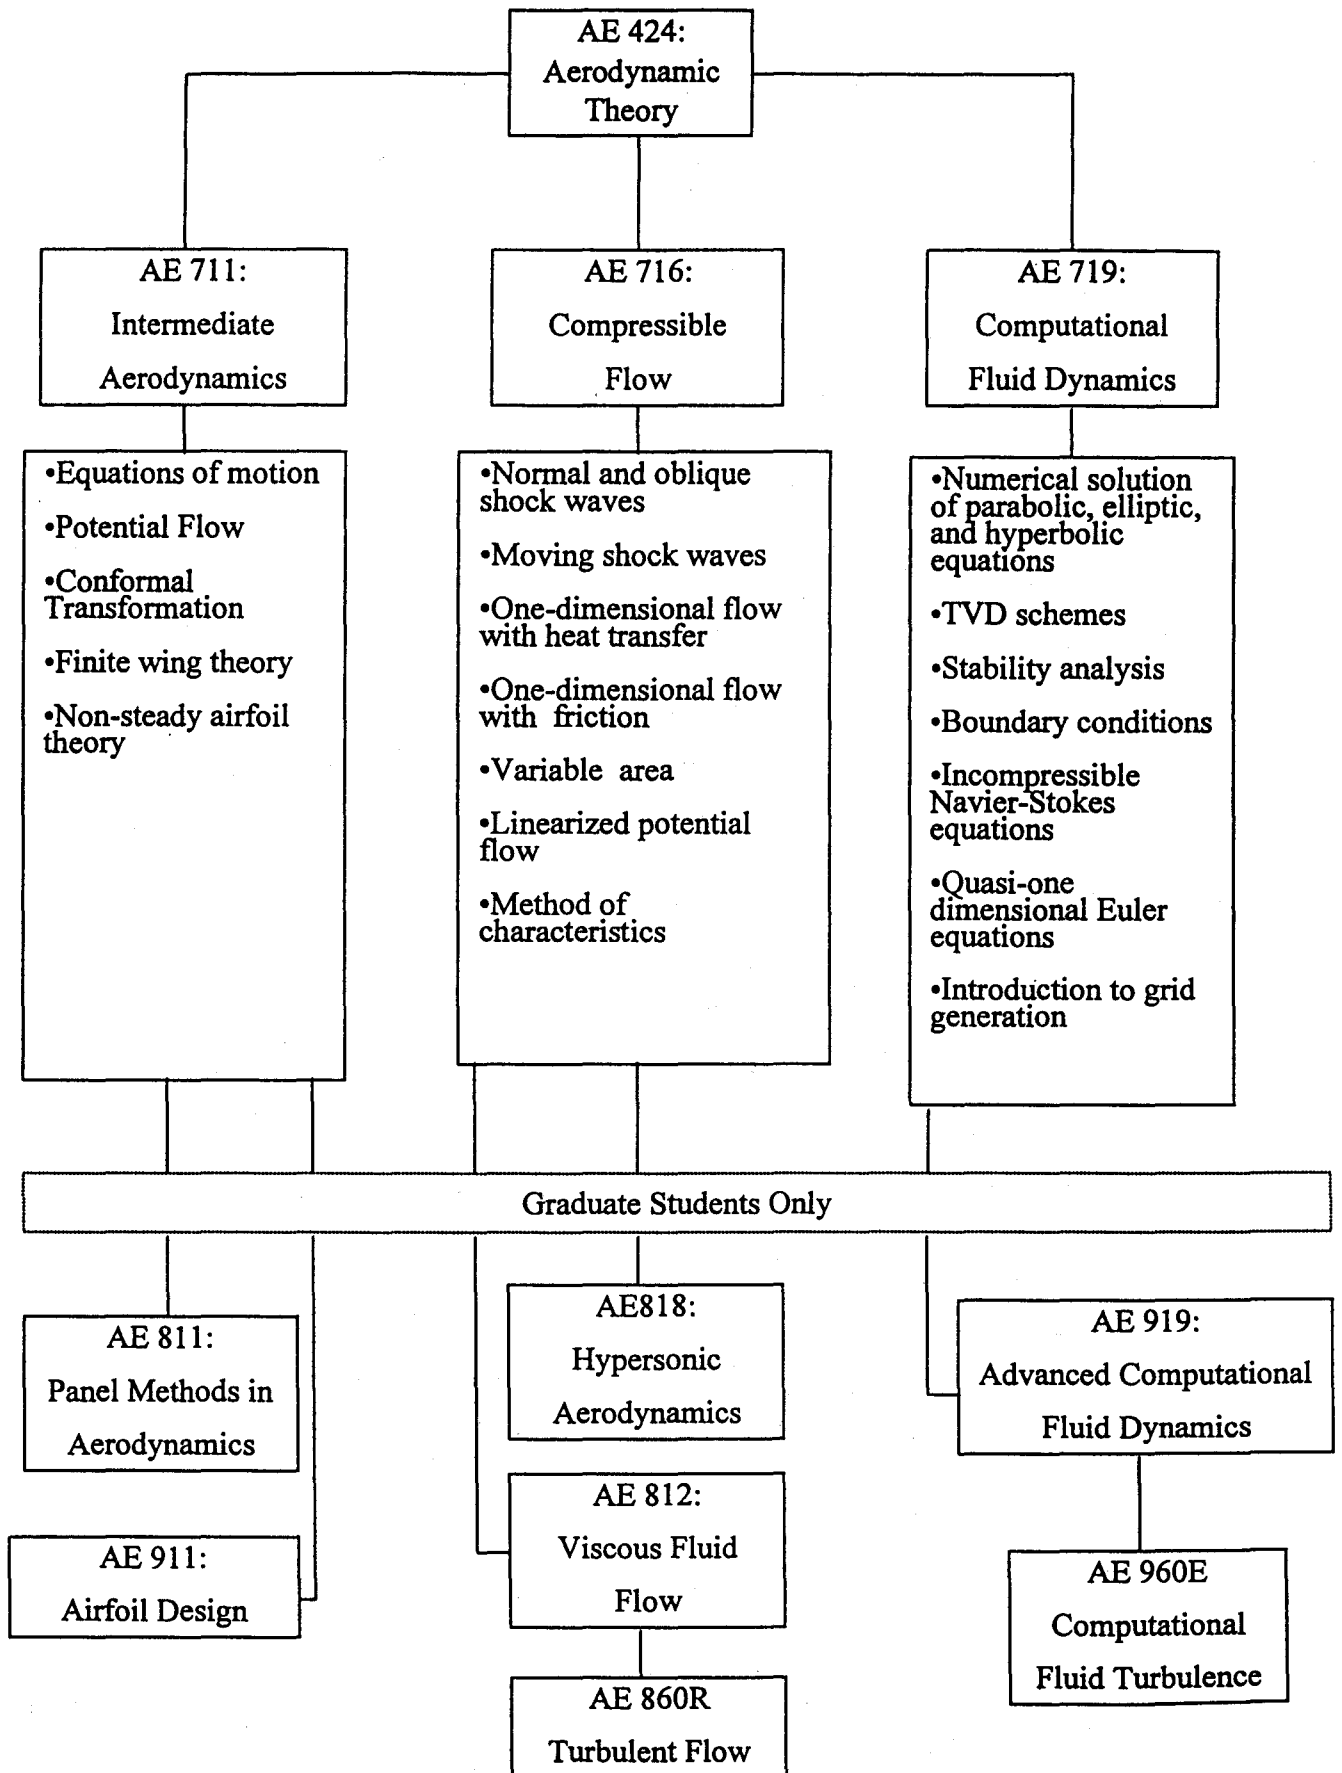 AE 424:
Aerodynamic
Theory
AE 711:
Intermediate
Aerodynamics
AE 716:
Compressible
Flow
AE 719:
Computational
Fluid Dynamics
•Equations of motion
•Potential Flow
•Conformal
Transformation
•Finite wing theory
•Non-steady airfoil
theory
•Normal and oblique
shock waves
•Moving shock waves
•One-dimensional flow
with heat transfer
•One-dimensional flow
with friction
•Variable area
•Linearized potential
flow
•Method of
characteristics
•Numerical solution
of parabolic, elliptic,
and hyperbolic
equations
•TVD schemes
•Stability analysis
•Boundary conditions
•Incompressible
Navier-Stokes
equations
•Quasi-one
dimensional Euler
equations
•Introduction to grid
generation
Graduate Students Only
AE 811:
Panel Methods in
Aerodynamics
AE 911:
Airfoil Design
AE818:
Hypersonic
Aerodynamics
AE 812:
Viscous Fluid
Flow
AE 860R
Turbulent Flow
AE 919:
Advanced Computational
Fluid Dynamics
AE 960E
Computational
Fluid Turbulence